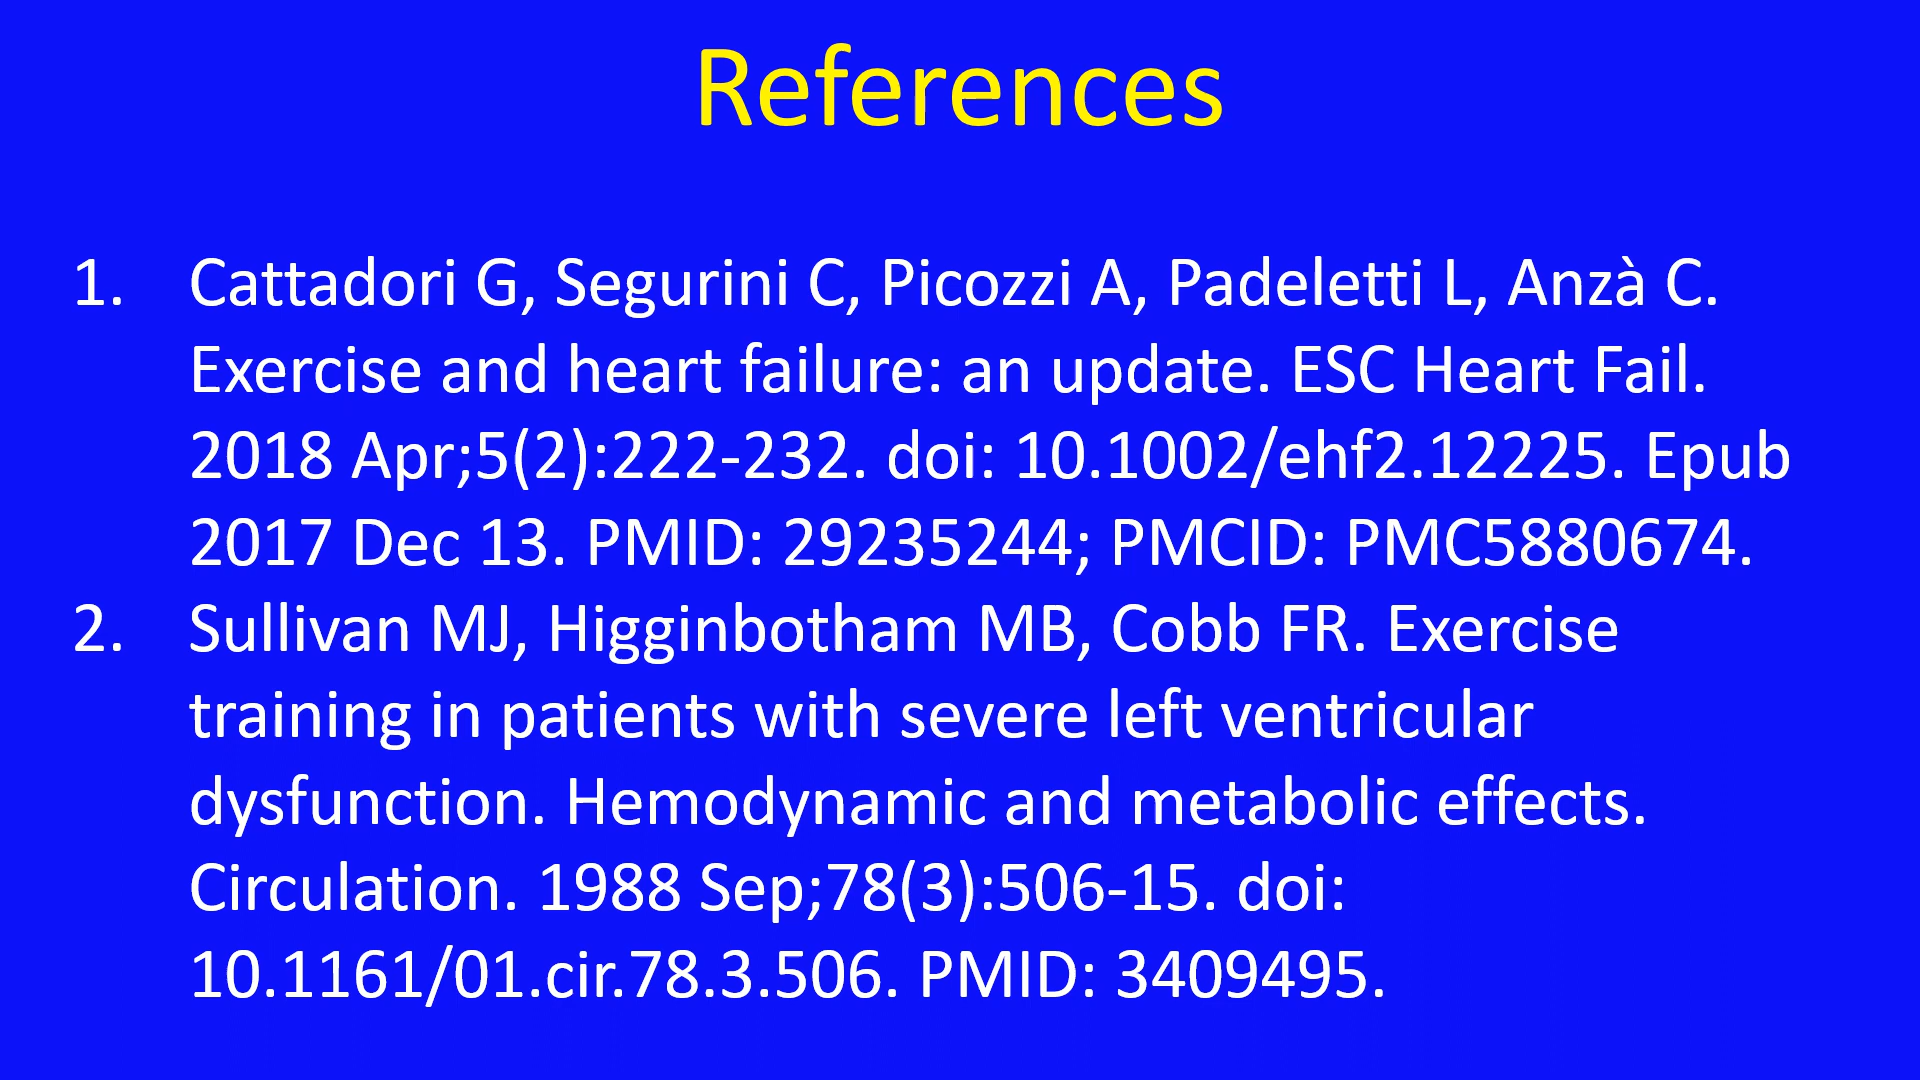 References
1. Cattadori G, Segurini C, Picozzi A, Padeletti L, Anzà C.
Exercise and heart failure: an update. ESC Heart Fail.
2018 Apr;5(2):222-232. doi: 10.1002/ehf2.12225. Epub
2017 Dec 13. PMID: 29235244; PMCID: PMC5880674.
2. Sullivan MJ, Higginbotham MB, Cobb FR. Exercise
training in patients with severe left ventricular
dysfunction. Hemodynamic and metabolic effects.
Circulation. 1988 Sep;78(3):506-15. doi:
10.1161/01.cir.78.3.506. PMID: 3409495.